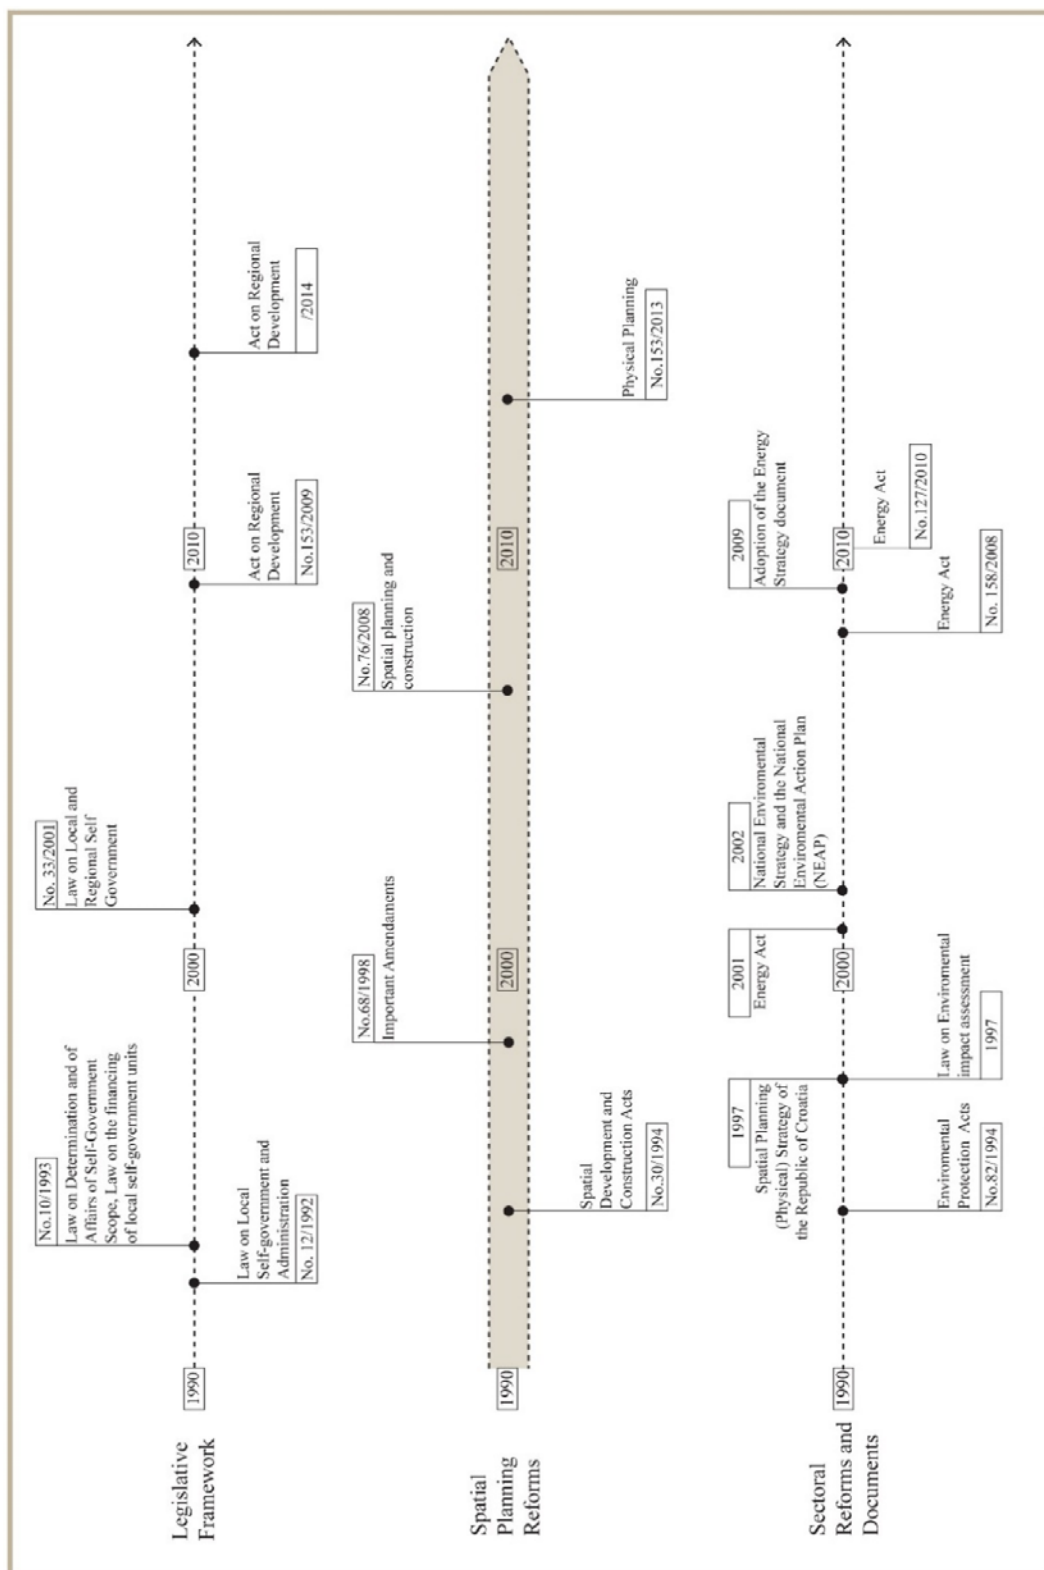 Legislative
Framework
1990
No.10/1993
Law on Determination and of
Affairs of Self-Government
Scope, Law on the financing
of local self-government units
Law on Local
Self-government and
Administration
No. 12/1992
2000
No. 33/2001
Law on Local and
Regional Self
Government
2010
Act on Regional
Development
No.153/2009
Act on Regional
Development
/2014
Spatial
Planning
Reforms
1990
Spatial
Development and
Construction Acts
No.30/1994
No.68/1998
Important Amendaments
2000
No.76/2008
Spatial planning and
construction
2010
Physical Planning
No.153/2013
Sectoral
Reforms and
Documents
1990
Enviromental
Protection Acts
No.82/1994
1997
Spatial Planning
(Physical) Strategy of
the Republic of Croatia
Law on Enviromental
impact assessment
1997
2000
2001
Energy Act
2002
National Enviromental
Strategy and the National
Enviromental Action Plan
(NEAP)
Energy Act
No. 158/2008
2009
Adoption of the Energy
Strategy document
2010
Energy Act
No.127/2010